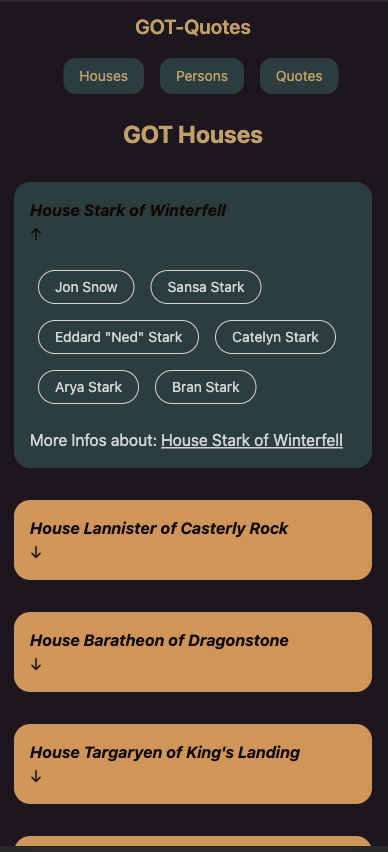 GOT-Quotes
Houses Persons Quotes
GOT Houses
House Stark of Winterfell
↑
Jon Snow Sansa Stark
Eddard "Ned" Stark Catelyn Stark
Arya Stark Bran Stark
More Infos about: House Stark of Winterfell
House Lannister of Casterly Rock
↓
House Baratheon of Dragonstone
↓
House Targaryen of King's Landing
↓